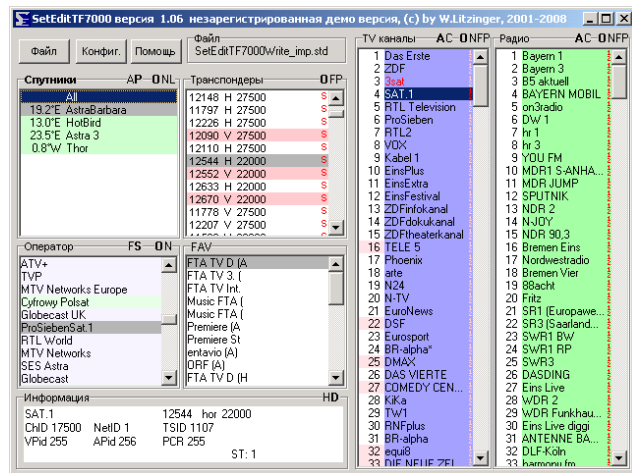 SetEditTF7000 версия 1.06 незарегистрированная демо версия, (c) by W.Litzinger, 2001-2008
Файл
Конфиг.
Помощь
Файл
SetEditTF7000Write_imp.std
Спутники AP ONL
All
19.2°E AstraBarbara
13.0°E HotBird
23.5°E Astra 3
0.8°W Thor
Транспондеры OFP
12148 H 27500 S
11797 H 27500 S
12226 H 27500 S
12090 V 27500 S
12110 H 27500 S
12544 H 22000 S
12552 V 22000 S
12633 H 22000 S
12670 V 22000 S
11778 V 27500 S
12207 V 27500 S
Оператор FS ON
ATV+
TVP
MTV Networks Europe
Cyfrowy Polsat
Globecast UK
ProSiebenSat.1
RTL World
MTV Networks
SES Astra
Globecast
FAV
FTA TV D (A
FTA TV 3. (
FTA TV Int.
Music FTA (
Music FTA (
Premiere (A
Premiere St
entavio (A)
ORF (A)
FTA TV D (H
Информация HD
SAT.1 12544 hor 22000
ChID 17500 NetID 1 TSID 1107
VPid 255 APid 256 PCR 255
ST: 1
TV каналы AC ONFP
1 Das Erste
2 ZDF
3 3sat
4 SAT.1
5 RTL Television
6 ProSieben
7 RTL2
8 VOX
9 Kabel 1
10 EinsPlus
11 EinsExtra
12 EinsFestival
13 ZDFinfokanal
14 ZDFdokukanal
15 ZDFtheaterkanal
16 TELE 5
17 Phoenix
18 arte
19 N24
20 N-TV
21 EuroNews
22 DSF
23 Eurosport
24 BR-alpha*
25 DMAX
26 DAS VIERTE
27 COMEDY CEN...
28 KiKa
29 TW1
30 RNFplus
31 BR-alpha
32 equi8
33 DIE NEUE ZEI
Радио AC ONFP
1 Bayern 1
2 Bayern 3
3 B5 aktuell
4 BAYERN MOBIL
5 on3radio
6 DW 1
7 hr 1
8 hr 3
9 YOU FM
10 MDR1 S-ANHA...
11 MDR JUMP
12 SPUTNIK
13 NDR 2
14 NJOY
15 NDR 90,3
16 Bremen Eins
17 Nordwestradio
18 Bremen Vier
19 88acht
20 Fritz
21 SR1 (Europawe...
22 SR3 (Saarland...
23 SWR1 BW
24 SWR1 RP
25 SWR3
26 DASDING
27 Eins Live
28 WDR 2
29 WDR Funkhau...
30 Eins Live diggi
31 ANTENNE BA...
32 DLF-Köln
33 harmony.fm